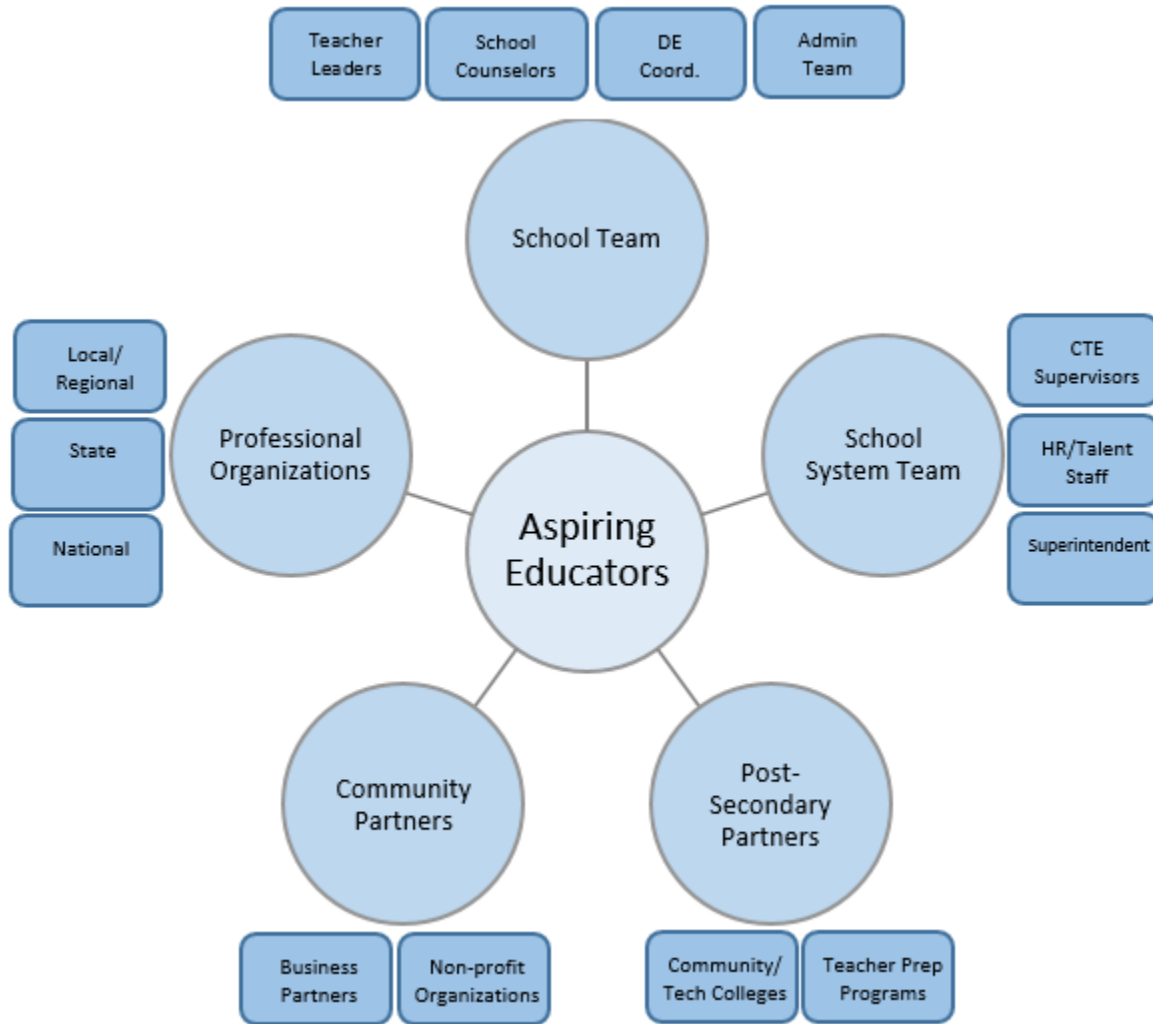 Teacher
Leaders
School
Counselors
DE
Coord.
Admin
Team
School Team
Local/
Regional
State
National
Professional
Organizations
School
System Team
CTE
Supervisors
HR/Talent
Staff
Superintendent
Aspiring
Educators
Community
Partners
Post-
Secondary
Partners
Business
Partners
Non-profit
Organizations
Community/
Tech Colleges
Teacher Prep
Programs